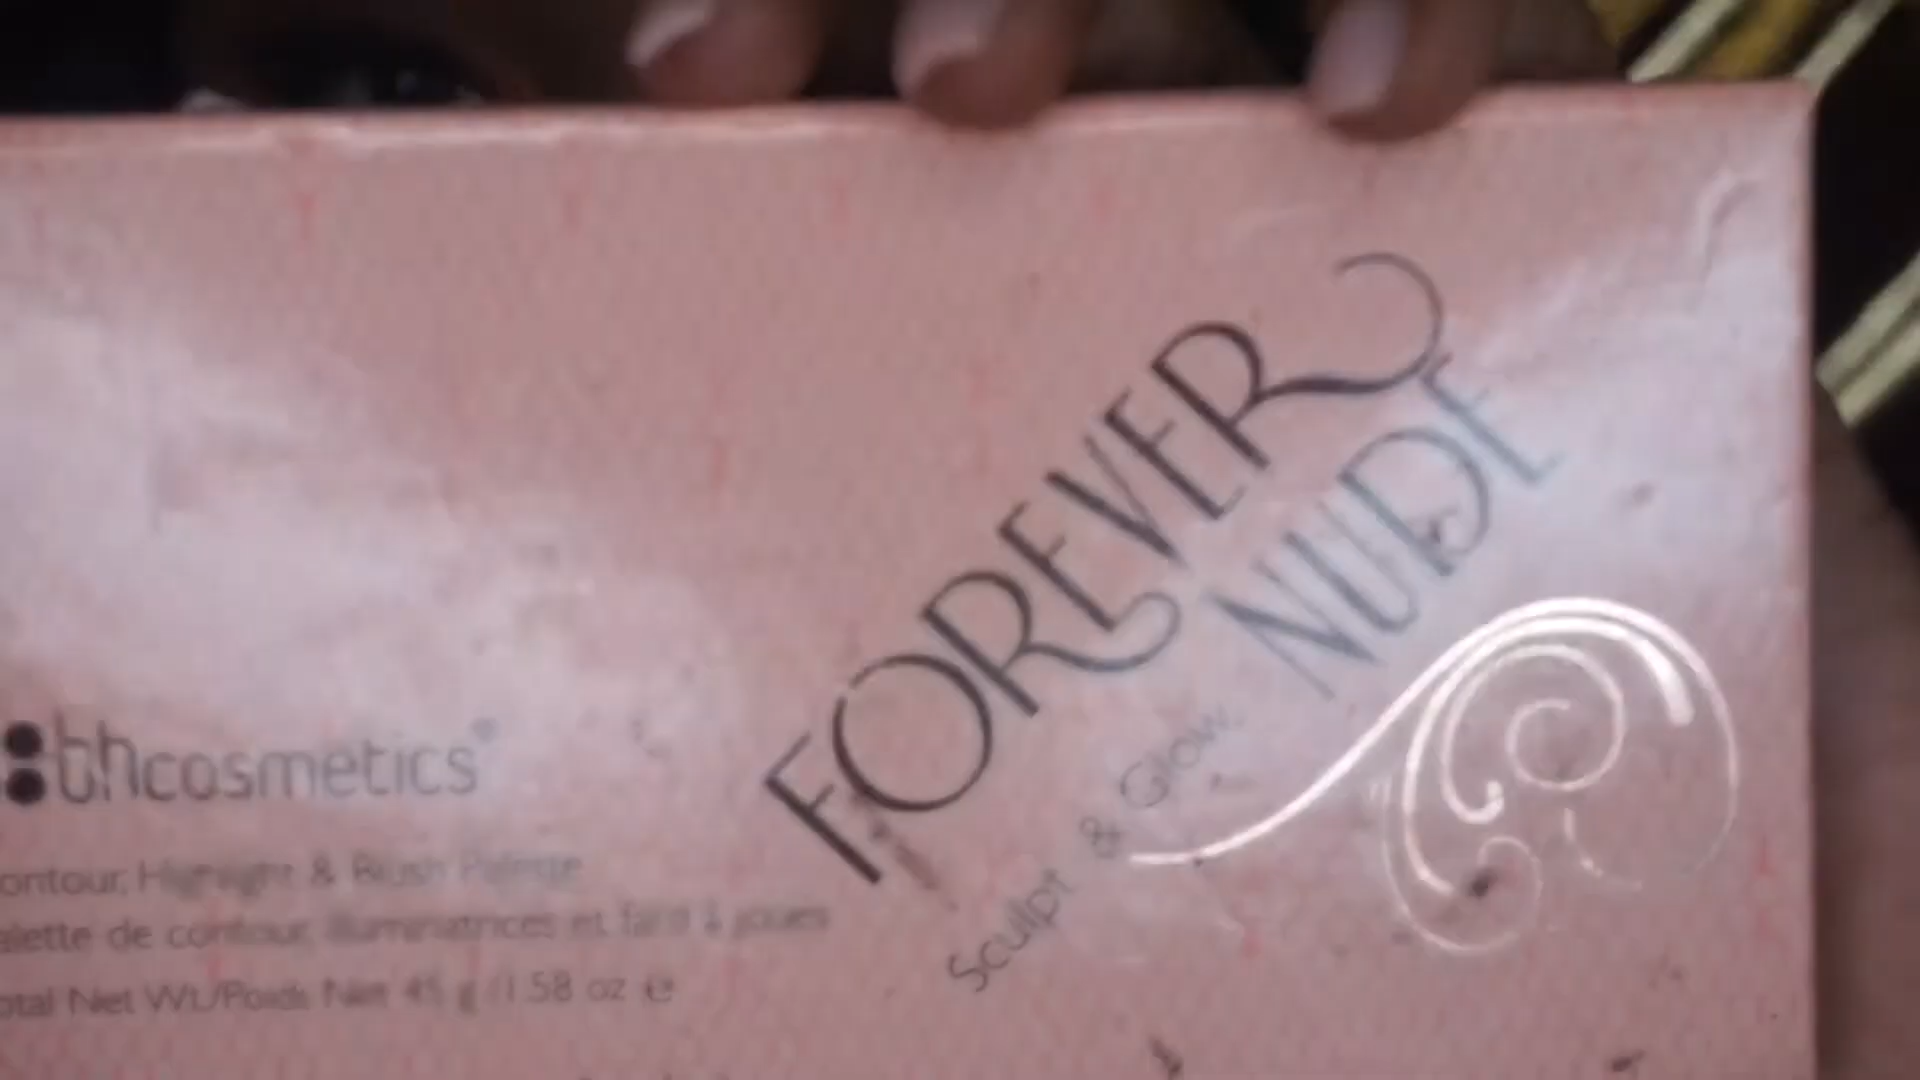 FOREVER
NUDE
Sculpt & Glow
bhcosmetics®
ontour, Highlight & Blush Palette
alette de contour, illuminatrices et fard à joues
otal Net Wt./Poids Net 45 g /1.58 oz e